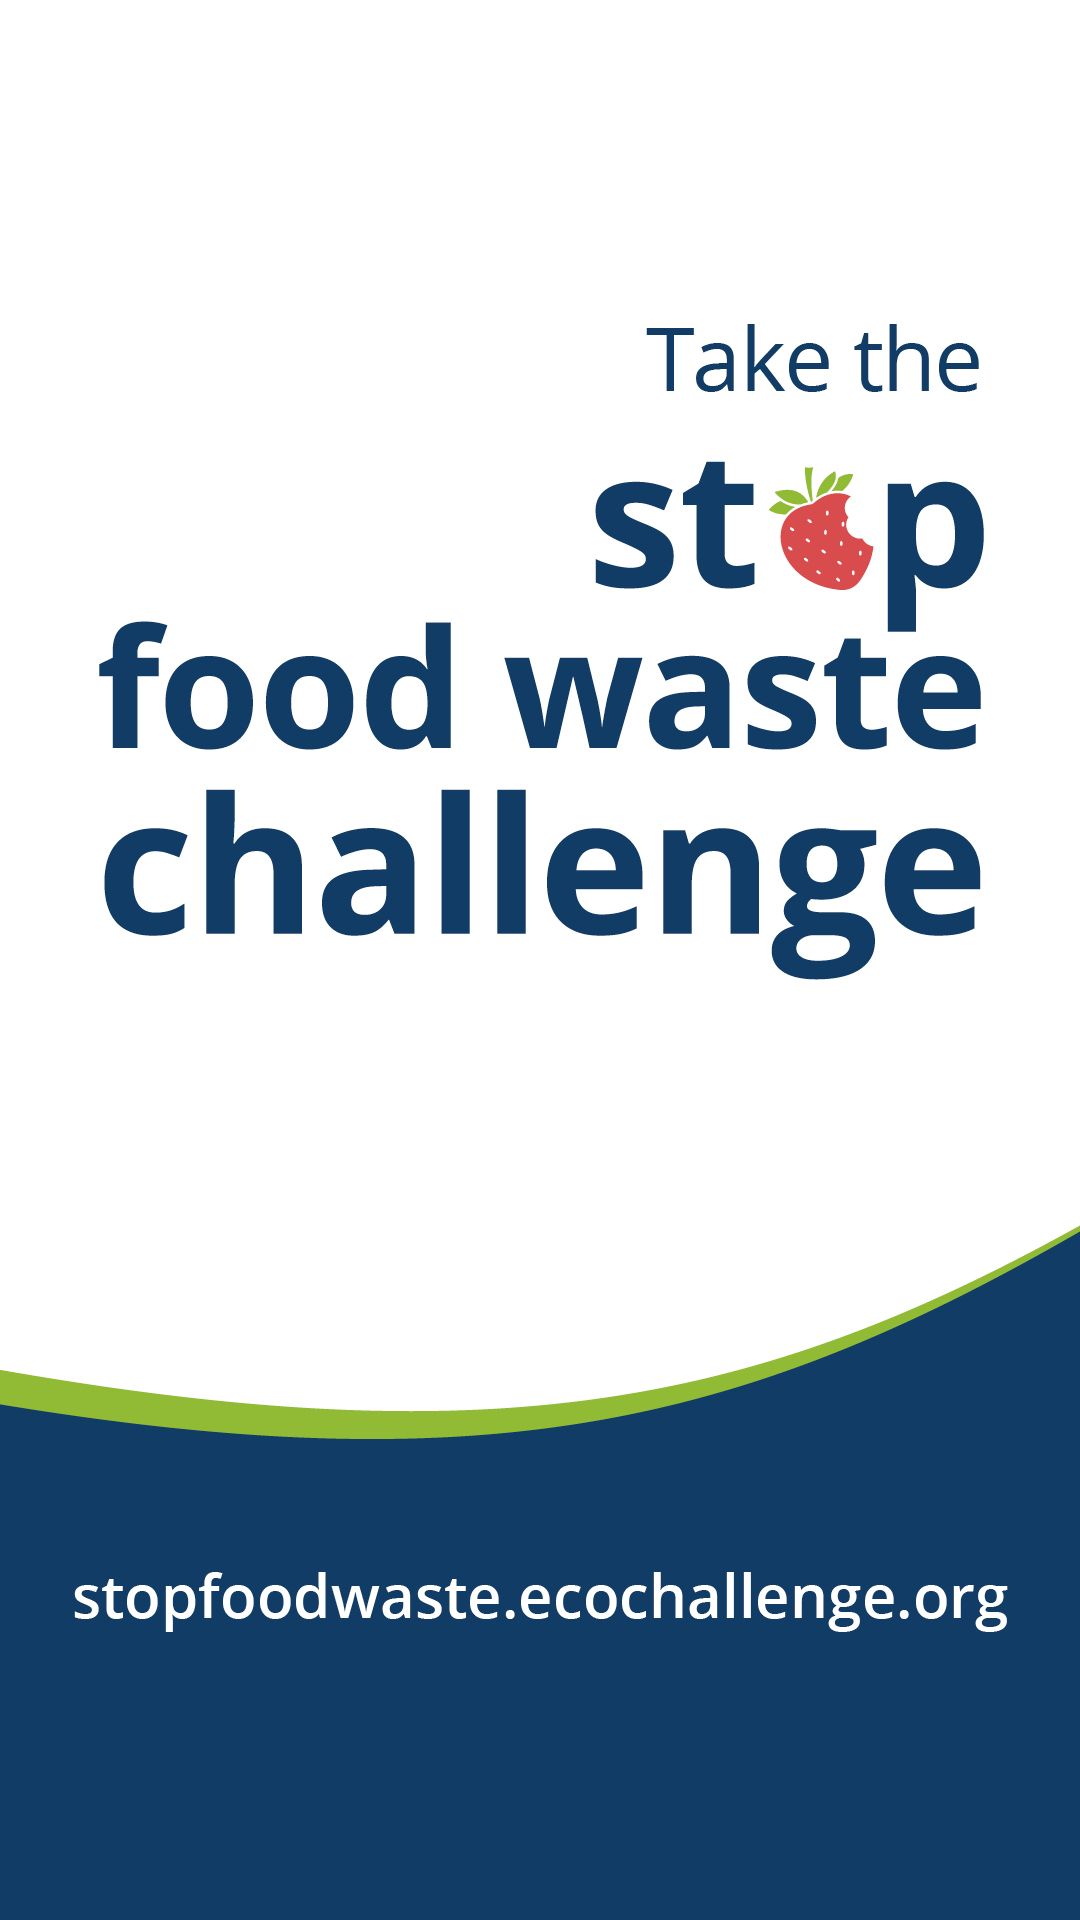 Take the
stop
food waste
challenge
stopfoodwaste.ecochallenge.org